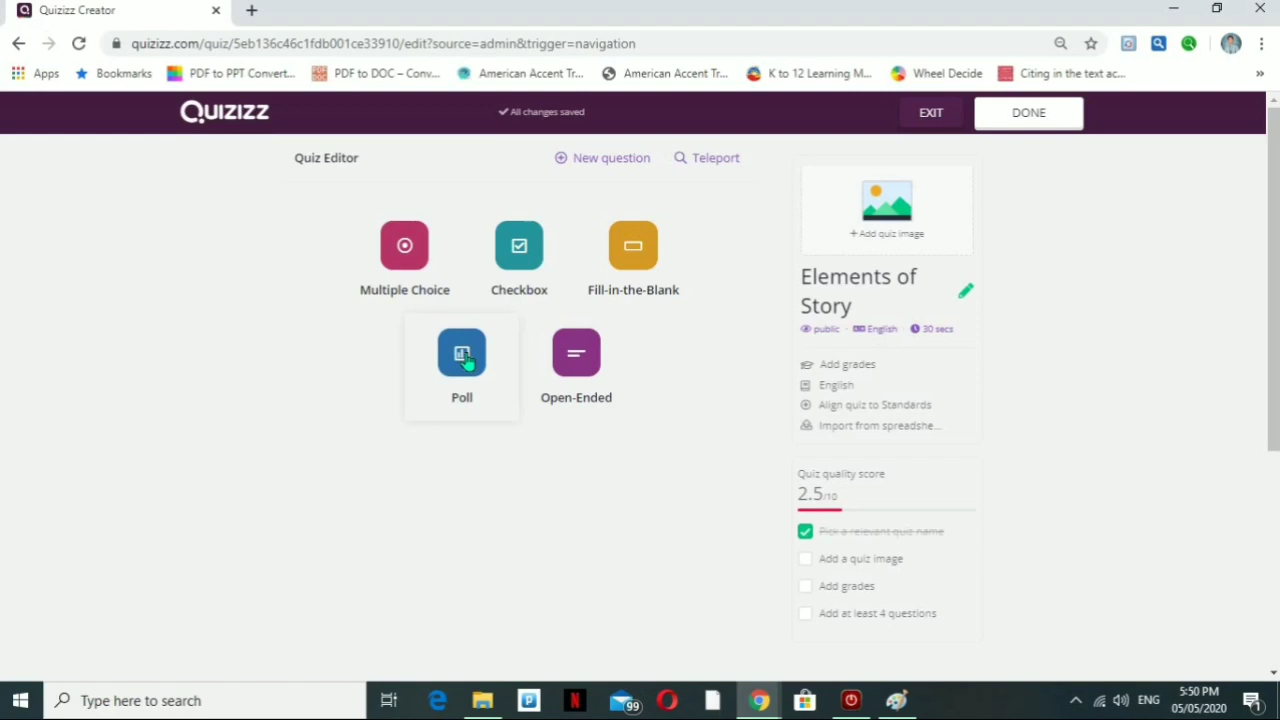 Quizizz Creator
quizizz.com/quiz/5eb136c46c1fdb001ce33910/edit?source=admin&trigger=navigation
Apps Bookmarks PDF to PPT Convert... PDF to DOC – Conv... American Accent Tr... American Accent Tr... K to 12 Learning M... Wheel Decide Citing in the text ac... »
QUIZIZZ All changes saved EXIT DONE
Quiz Editor New question Teleport
+ Add quiz image
Multiple Choice Checkbox Fill-in-the-Blank
Elements of
Story
public · English · 30 secs
Poll Open-Ended
Add grades
English
Align quiz to Standards
Import from spreadshe...
Quiz quality score
2.5/10
Pick a relevant quiz name
Add a quiz image
Add grades
Add at least 4 questions
Type here to search
99
ENG
5:50 PM
05/05/2020
1